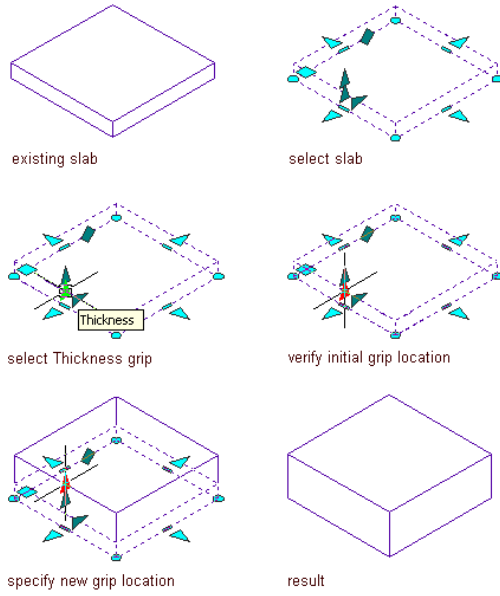 existing slab
select slab
Thickness
select Thickness grip
verify initial grip location
specify new grip location
result